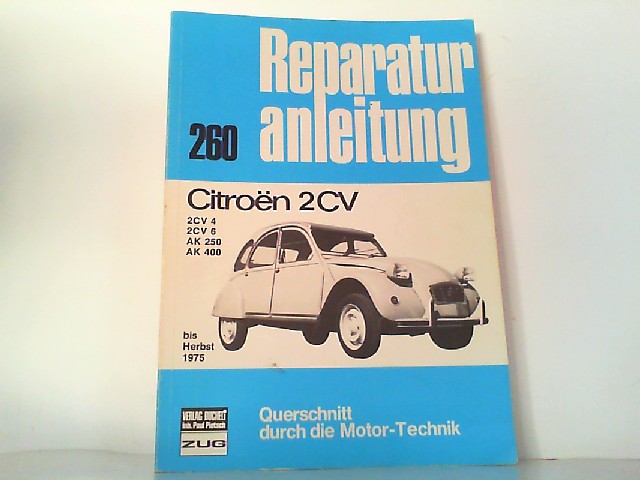 Reparatur
anleitung
260
Citroën 2CV
2CV 4
2CV 6
AK 250
AK 400
bis
Herbst
1975
VERLAG BUCHELI
Inh. Paul Pietsch
ZUG
Querschnitt
durch die Motor-Technik